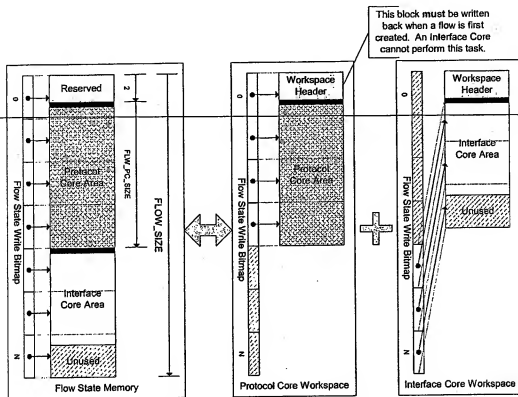 This block must be written
back when a flow is first
created. An Interface Core
cannot perform this task.
Reserved
0
2
FLW_PC_SIDE
Protocol
Core Area
FLOW_SIZE
Flow State Write Bitmap
Interface
Core Area
N
Unused
Flow State Memory
Workspace
Header
0
Protocol
Core Area
Flow State Write Bitmap
N
Protocol Core Workspace
Workspace
Header
0
Interface
Core Area
Flow State Write Bitmap
Unused
N
Interface Core Workspace